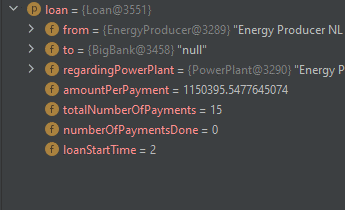 loan = {Loan@3551}
from = {EnergyProducer@3289} "Energy Producer NL
to = {BigBank@3458} "null"
regardingPowerPlant = {PowerPlant@3290} "Energy P
amountPerPayment = 1150395.5477645074
totalNumberOfPayments = 15
numberOfPaymentsDone = 0
loanStartTime = 2